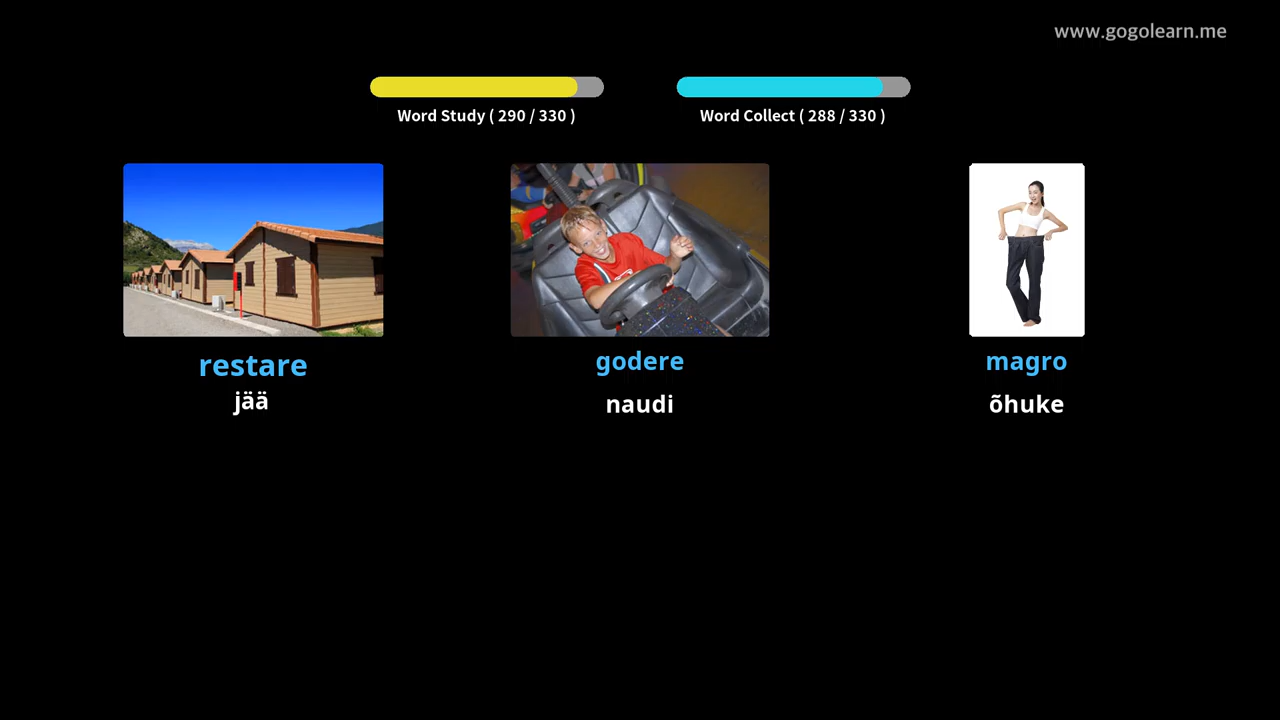 www.gogolearn.me
Word Study ( 290 / 330 )
Word Collect ( 288 / 330 )
restare
jää
godere
naudi
magro
õhuke